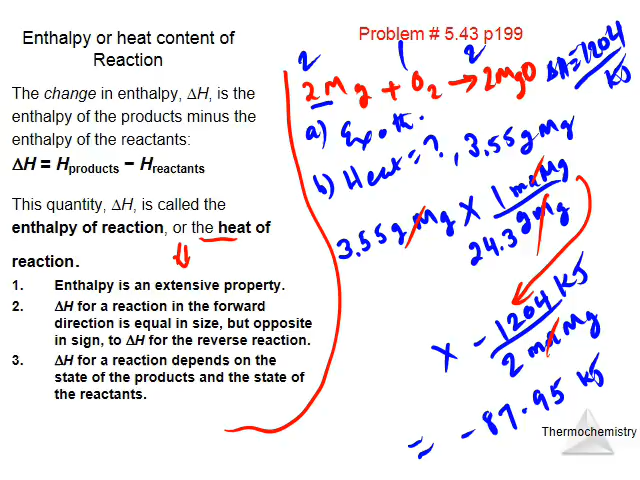 Enthalpy or heat content of
Reaction
The change in enthalpy, ΔH, is the
enthalpy of the products minus the
enthalpy of the reactants:
ΔH = Hproducts − Hreactants
This quantity, ΔH, is called the
enthalpy of reaction, or the heat of
reaction.
1. Enthalpy is an extensive property.
2. ΔH for a reaction in the forward
direction is equal in size, but opposite
in sign, to ΔH for the reverse reaction.
3. ΔH for a reaction depends on the
state of the products and the state of
the reactants.
Problem # 5.43 p199
2 1 2
2Mg + O2 → 2MgO ΔH = -1204
KJ
a) Exoth.
b) Heat = ? , 3.55g Mg
3.55g Mg X 1 mol Mg
24.3g Mg
X - 1204 KJ
2 mol Mg
= - 87.95 KJ
Thermochemistry